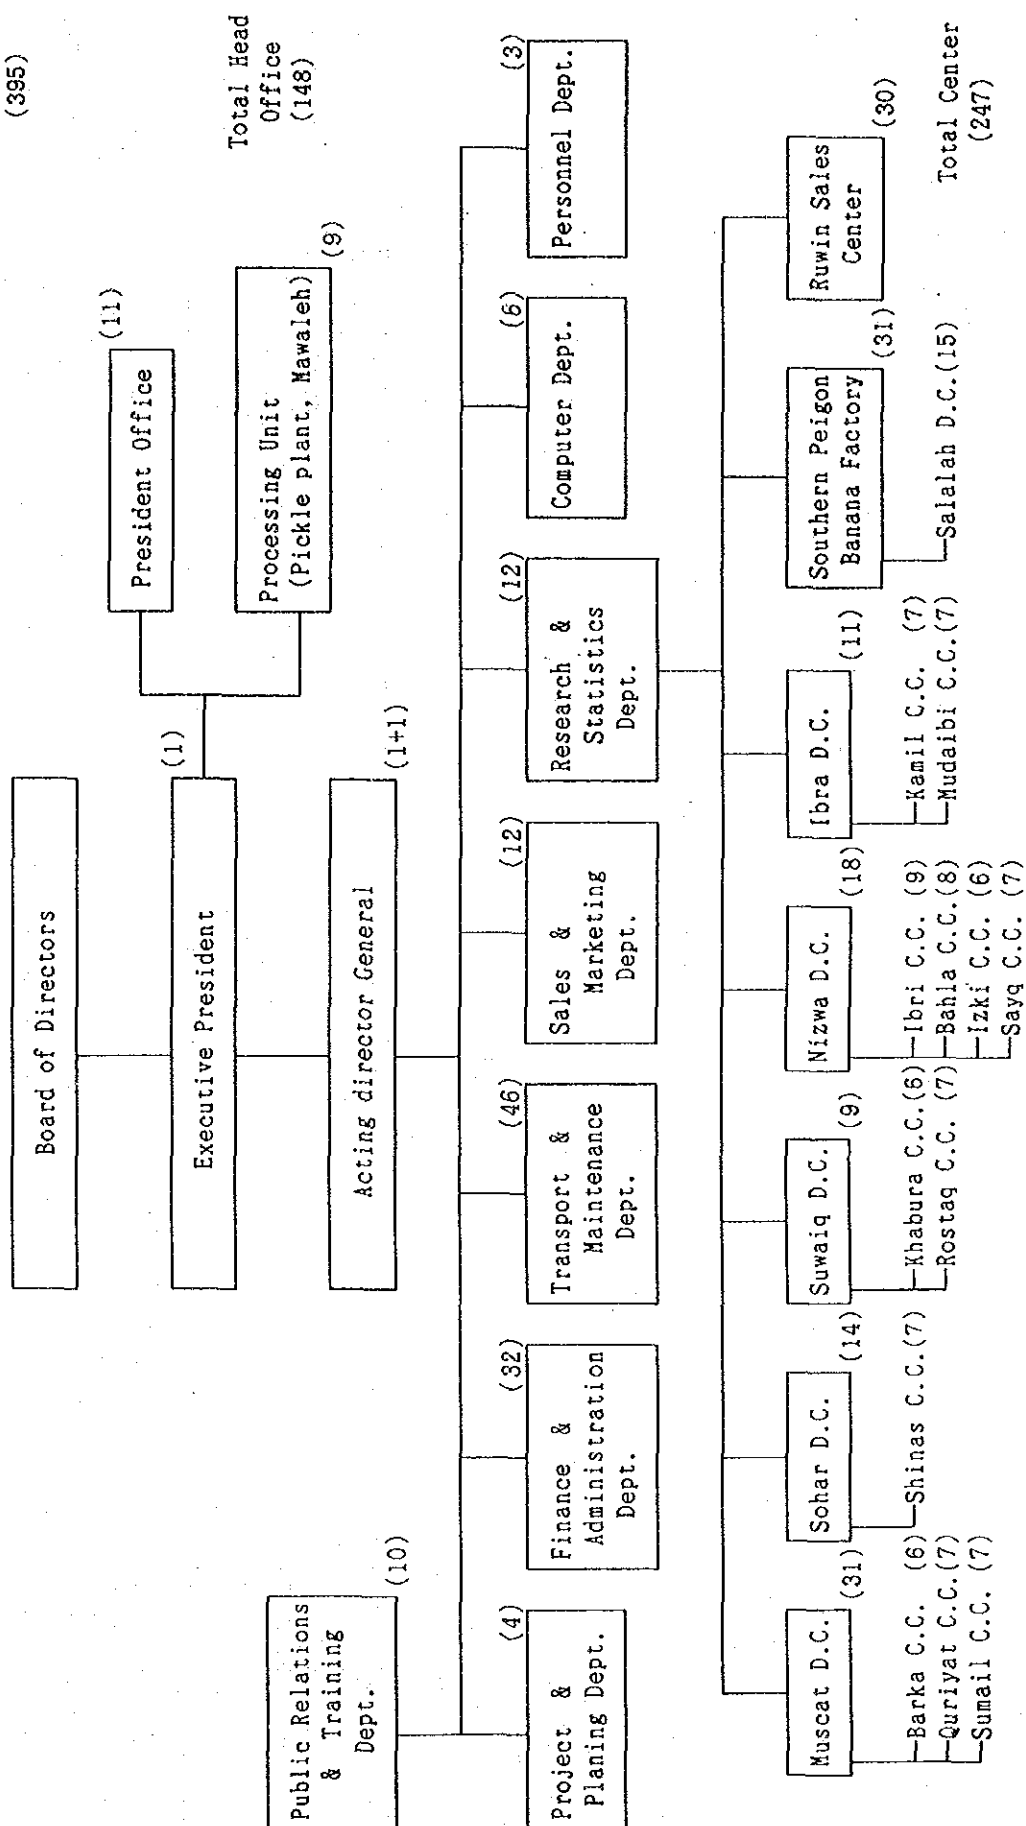 (395)
Board of Directors
Executive President
(1)
President Office
(11)
Processing Unit
(Pickle plant, Mawaleh)
(9)
Total Head
Office
(148)
Acting director General
(1+1)
Public Relations
& Training
Dept.
(10)
Project &
Planing Dept.
(4)
Finance &
Administration
Dept.
(32)
Transport &
Maintenance
Dept.
(46)
Sales &
Marketing
Dept.
(12)
Research &
Statistics
Dept.
(12)
Computer Dept.
(6)
Personnel Dept.
(3)
Muscat D.C.
(31)
Barka C.C. (6)
Quriyat C.C.(7)
Sumail C.C. (7)
Sohar D.C.
(14)
Shinas C.C.(7)
Suwaiq D.C.
(9)
Khabura C.C.(6)
Rostaq C.C. (7)
Nizwa D.C.
(18)
Ibri C.C. (9)
Bahla C.C.(8)
Izki C.C. (6)
Sayq C.C. (7)
Ibra D.C.
(11)
Kamil C.C. (7)
Mudaibi C.C.(7)
Southern Peigon
Banana Factory
(31)
Salalah D.C.(15)
Ruwin Sales
Center
(30)
Total Center
(247)